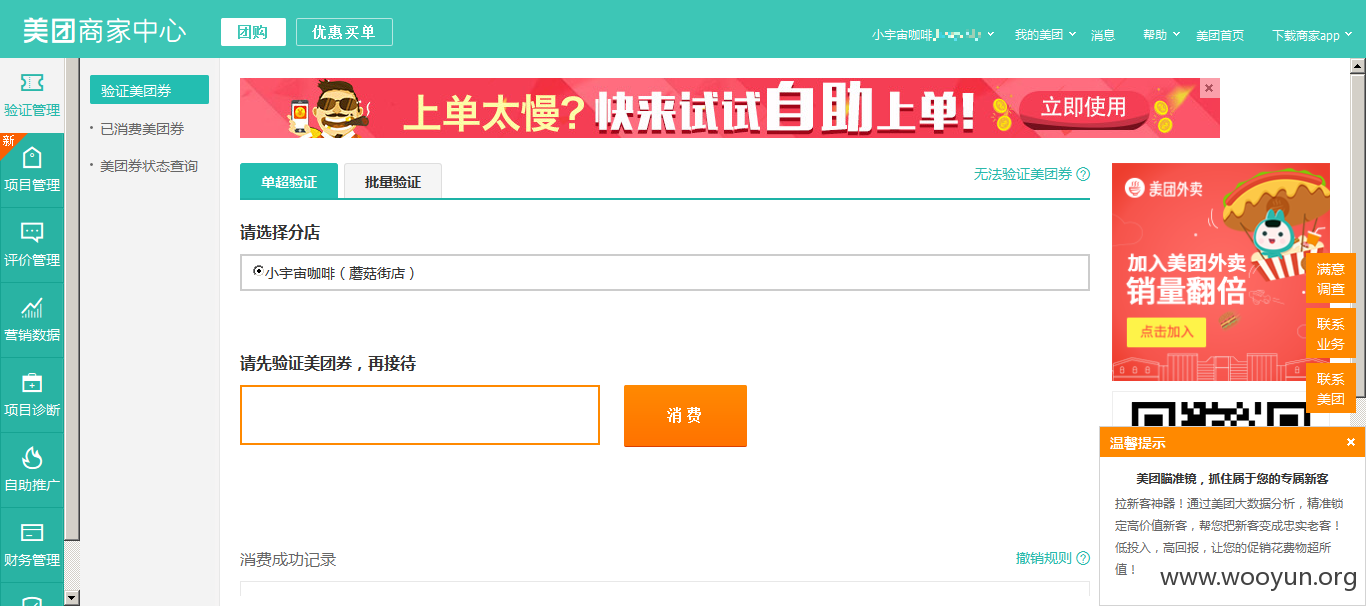 美团商家中心
团购
优惠买单
小宇宙咖啡
我的美团
消息
帮助
美团首页
下载商家app
验证管理
新
项目管理
评价管理
营销数据
项目诊断
自助推广
财务管理
验证美团券
已消费美团券
美团券状态查询
上单太慢?快来试试自助上单!
立即使用
单超验证
批量验证
无法验证美团券
请选择分店
小宇宙咖啡（蘑菇街店）
请先验证美团券，再接待
消费
消费成功记录
撤销规则
美团外卖
加入美团外卖
销量翻倍
点击加入
满意
调查
联系
业务
联系
美团
温馨提示
美团瞄准镜，抓住属于您的专属新客
拉新客神器！通过美团大数据分析，精准锁
定高价值新客，帮您把新客变成忠实老客！
低投入，高回报，让您的促销花费物超所
值！
www.wooyun.org